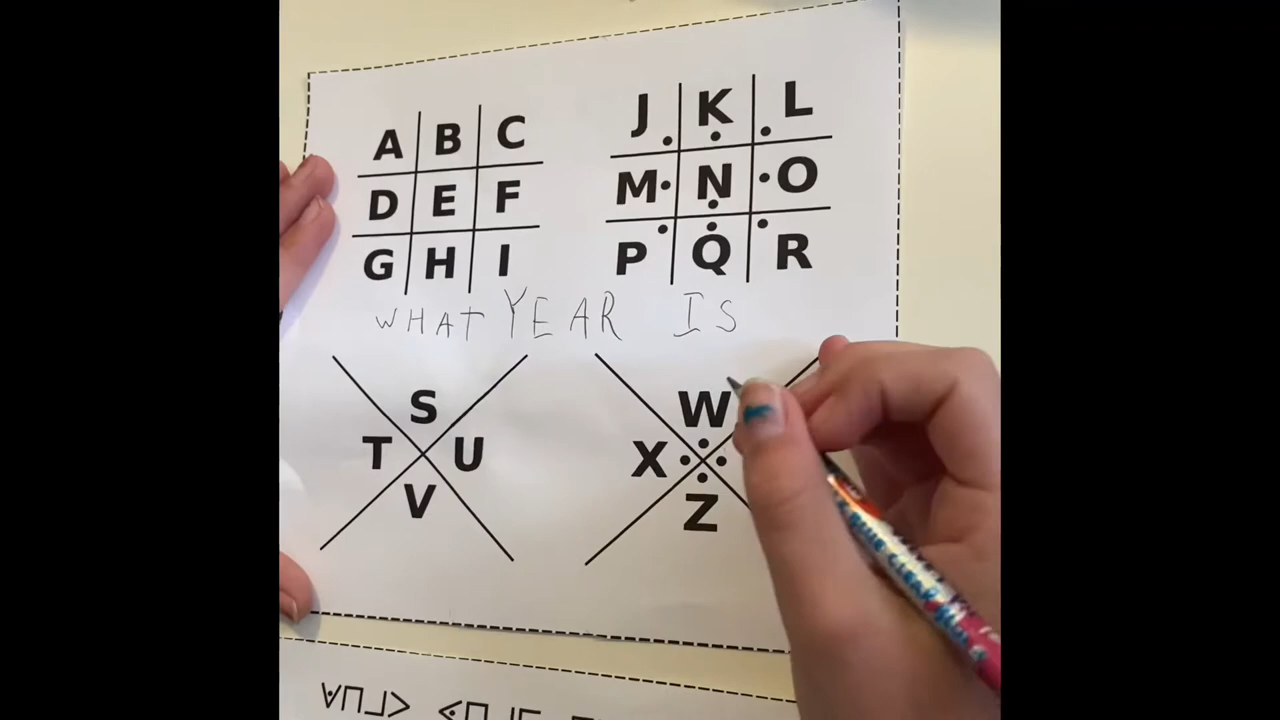 A B C J K L
D E F M N O
G H I P Q R
WHAT YEAR IS
S W
T U X
V Z